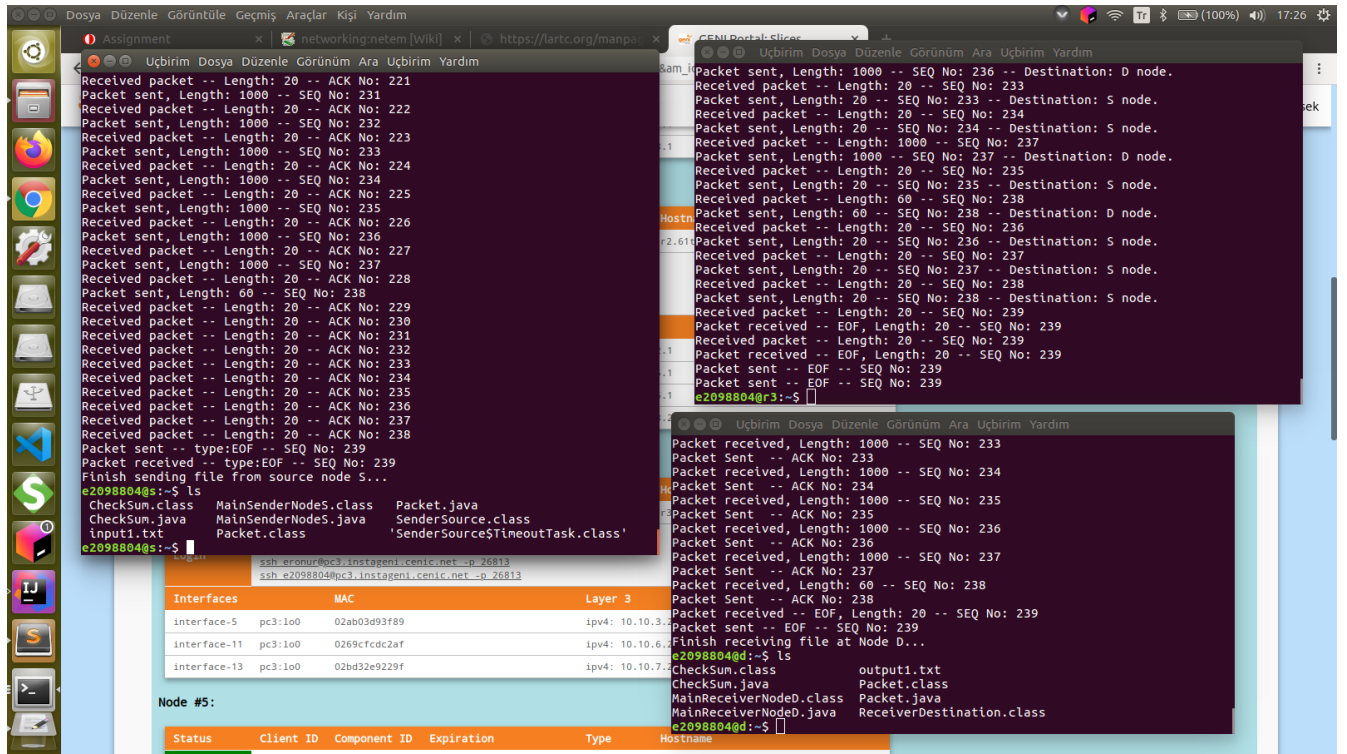 Dosya Düzenle Görüntüle Geçmiş Araçlar Kişi Yardım
Tr (100%) 17:26
Assignment
networking:netem [Wiki]
https://lartc.org/manpa
GENI Portal: Slices
Uçbirim Dosya Düzenle Görünüm Ara Uçbirim Yardım
Received packet -- Length: 20 -- ACK No: 221
Packet sent, Length: 1000 -- SEQ No: 231
Received packet -- Length: 20 -- ACK No: 222
Packet sent, Length: 1000 -- SEQ No: 232
Received packet -- Length: 20 -- ACK No: 223
Packet sent, Length: 1000 -- SEQ No: 233
Received packet -- Length: 20 -- ACK No: 224
Packet sent, Length: 1000 -- SEQ No: 234
Received packet -- Length: 20 -- ACK No: 225
Packet sent, Length: 1000 -- SEQ No: 235
Received packet -- Length: 20 -- ACK No: 226
Packet sent, Length: 1000 -- SEQ No: 236
Received packet -- Length: 20 -- ACK No: 227
Packet sent, Length: 1000 -- SEQ No: 237
Received packet -- Length: 20 -- ACK No: 228
Packet sent, Length: 60 -- SEQ No: 238
Received packet -- Length: 20 -- ACK No: 229
Received packet -- Length: 20 -- ACK No: 230
Received packet -- Length: 20 -- ACK No: 231
Received packet -- Length: 20 -- ACK No: 232
Received packet -- Length: 20 -- ACK No: 233
Received packet -- Length: 20 -- ACK No: 234
Received packet -- Length: 20 -- ACK No: 235
Received packet -- Length: 20 -- ACK No: 236
Received packet -- Length: 20 -- ACK No: 237
Received packet -- Length: 20 -- ACK No: 238
Packet sent -- type:EOF -- SEQ No: 239
Packet received -- type:EOF -- SEQ No: 239
Finish sending file from source node S...
e2098804@s:~$ ls
CheckSum.class MainSenderNodeS.class Packet.java
CheckSum.java MainSenderNodeS.java SenderSource.class
input1.txt Packet.class 'SenderSource$TimeoutTask.class'
e2098804@s:~$
Uçbirim Dosya Düzenle Görünüm Ara Uçbirim Yardım
Packet sent, Length: 1000 -- SEQ No: 236 -- Destination: D node.
Received packet -- Length: 20 -- SEQ No: 233
Packet sent, Length: 20 -- SEQ No: 233 -- Destination: S node.
Received packet -- Length: 20 -- SEQ No: 234
Packet sent, Length: 20 -- SEQ No: 234 -- Destination: S node.
Received packet -- Length: 1000 -- SEQ No: 237
Packet sent, Length: 1000 -- SEQ No: 237 -- Destination: D node.
Received packet -- Length: 20 -- SEQ No: 235
Packet sent, Length: 20 -- SEQ No: 235 -- Destination: S node.
Received packet -- Length: 60 -- SEQ No: 238
Packet sent, Length: 60 -- SEQ No: 238 -- Destination: D node.
Received packet -- Length: 20 -- SEQ No: 236
Packet sent, Length: 20 -- SEQ No: 236 -- Destination: S node.
Received packet -- Length: 20 -- SEQ No: 237
Packet sent, Length: 20 -- SEQ No: 237 -- Destination: S node.
Received packet -- Length: 20 -- SEQ No: 238
Packet sent, Length: 20 -- SEQ No: 238 -- Destination: S node.
Received packet -- Length: 20 -- SEQ No: 239
Packet received -- EOF, Length: 20 -- SEQ No: 239
Received packet -- Length: 20 -- SEQ No: 239
Packet received -- EOF, Length: 20 -- SEQ No: 239
Packet sent -- EOF -- SEQ No: 239
Packet sent -- EOF -- SEQ No: 239
e2098804@r3:~$
Uçbirim Dosya Düzenle Görünüm Ara Uçbirim Yardım
Packet received, Length: 1000 -- SEQ No: 233
Packet Sent -- ACK No: 233
Packet received, Length: 1000 -- SEQ No: 234
Packet Sent -- ACK No: 234
Packet received, Length: 1000 -- SEQ No: 235
Packet Sent -- ACK No: 235
Packet received, Length: 1000 -- SEQ No: 236
Packet Sent -- ACK No: 236
Packet received, Length: 1000 -- SEQ No: 237
Packet Sent -- ACK No: 237
Packet received, Length: 60 -- SEQ No: 238
Packet Sent -- ACK No: 238
Packet received -- EOF, Length: 20 -- SEQ No: 239
Packet sent -- EOF -- SEQ No: 239
Finish receiving file at Node D...
e2098804@d:~$ ls
CheckSum.class output1.txt
CheckSum.java Packet.class
MainReceiverNodeD.class Packet.java
MainReceiverNodeD.java ReceiverDestination.class
e2098804@d:~$
Login
ssh eronur@pc3.instageni.cenic.net -p 26813
ssh e2098804@pc3.instageni.cenic.net -p 26813
Interfaces MAC Layer 3
interface-5 pc3:lo0 02ab03d93f89 ipv4: 10.10.3.2
interface-11 pc3:lo0 0269cfcdc2af ipv4: 10.10.6.2
interface-13 pc3:lo0 02bd32e9229f ipv4: 10.10.7.2
Node #5:
Status Client ID Component ID Expiration Type Hostname